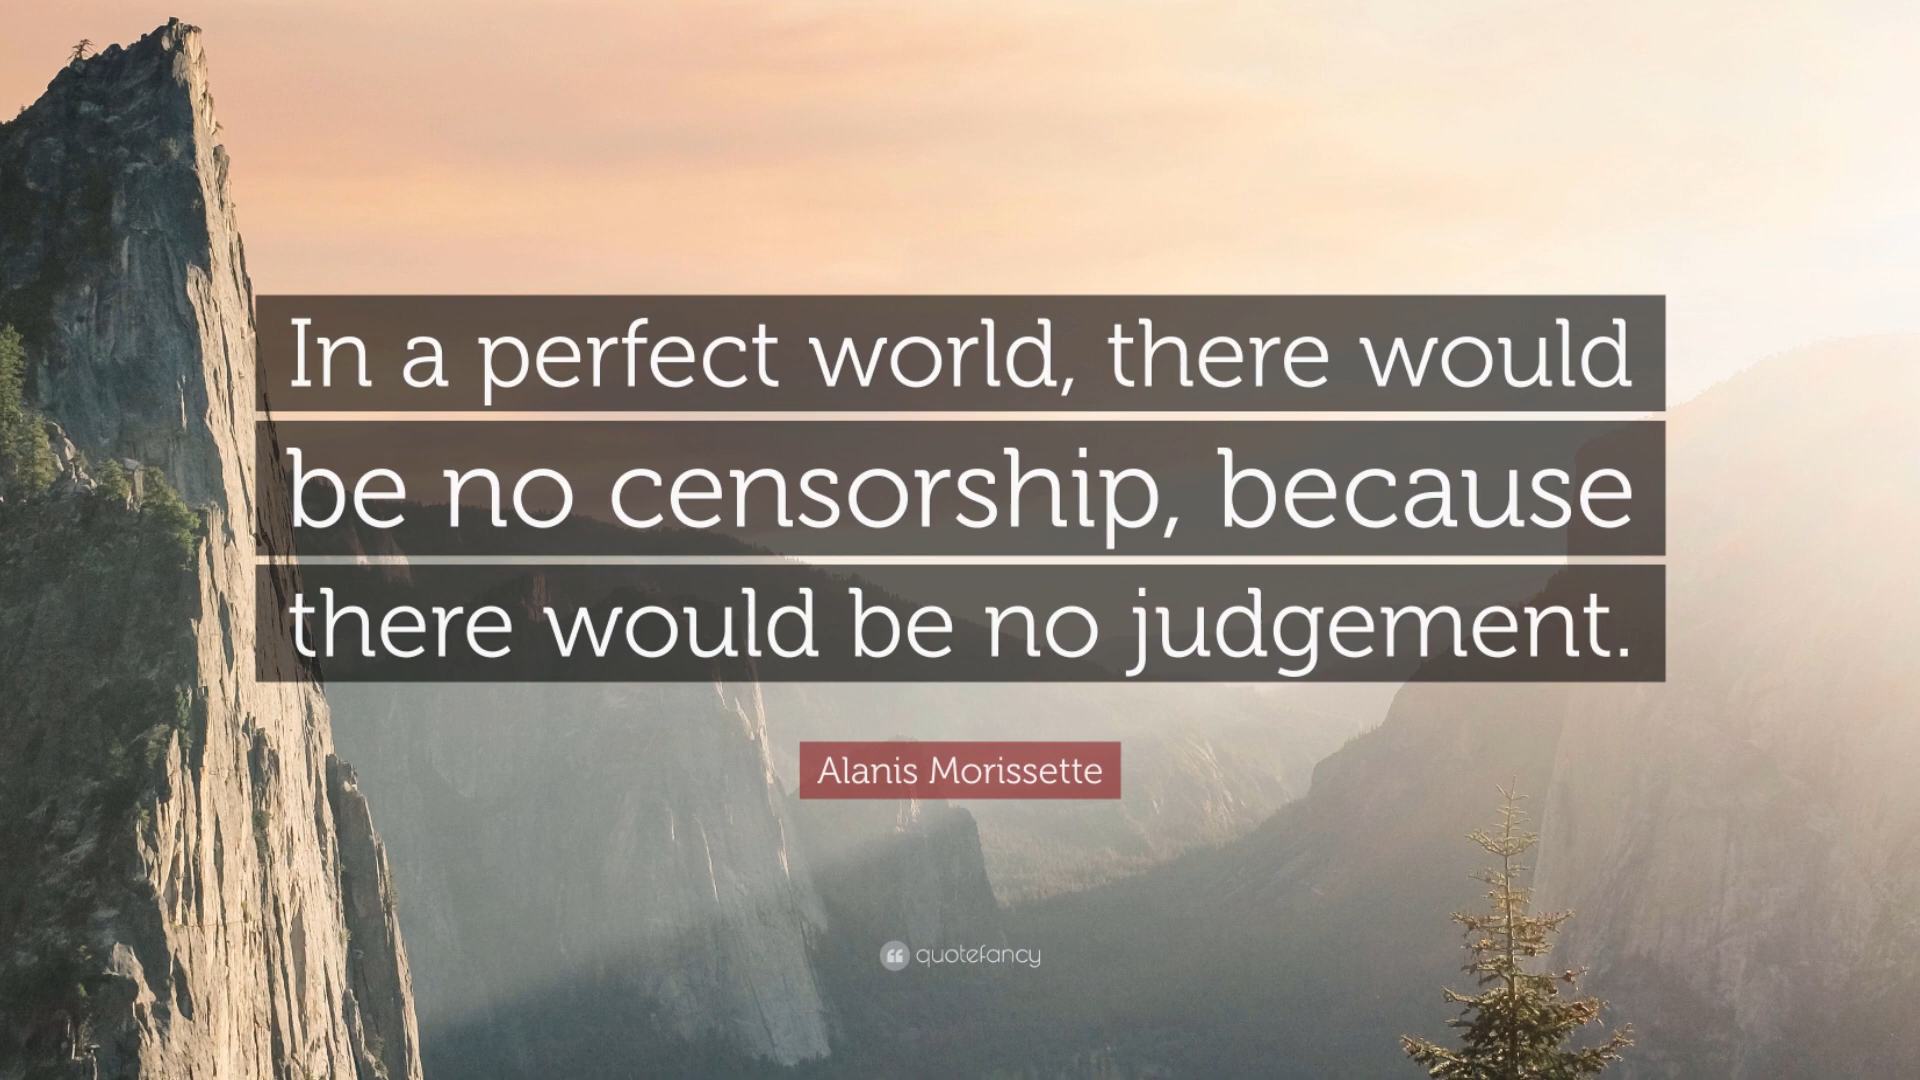 In a perfect world, there would
be no censorship, because
there would be no judgement.
Alanis Morissette
quotefancy